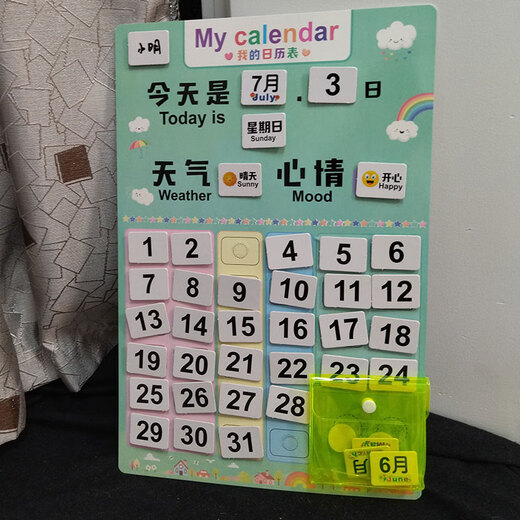 小明
My calendar
我的日历表
今天是 7月 . 3 日
Today is July
星期日
Sunday
天气 晴天 心情 开心
Weather Sunny Mood Happy
1 2 4 5 6
7 8 9 10 11 12
13 14 15 16 17 18
19 20 21 22 23 24
25 26 27 28
29 30 31
月
6月
June